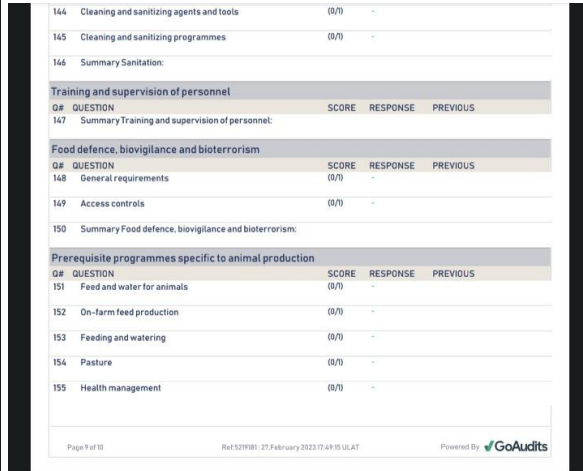 144 Cleaning and sanitizing agents and tools (0/1) -
145 Cleaning and sanitizing programmes (0/1) -
146 Summary Sanitation:
Training and supervision of personnel
Q# QUESTION SCORE RESPONSE PREVIOUS
147 Summary Training and supervision of personnel:
Food defence, biovigilance and bioterrorism
Q# QUESTION SCORE RESPONSE PREVIOUS
148 General requirements (0/1) -
149 Access controls (0/1) -
150 Summary Food defence, biovigilance and bioterrorism:
Prerequisite programmes specific to animal production
Q# QUESTION SCORE RESPONSE PREVIOUS
151 Feed and water for animals (0/1) -
152 On-farm feed production (0/1) -
153 Feeding and watering (0/1) -
154 Pasture (0/1) -
155 Health management (0/1) -
Page 9 of 10 Ref:5219181 : 27,February 2023.17:49:15 ULAT Powered By GoAudits